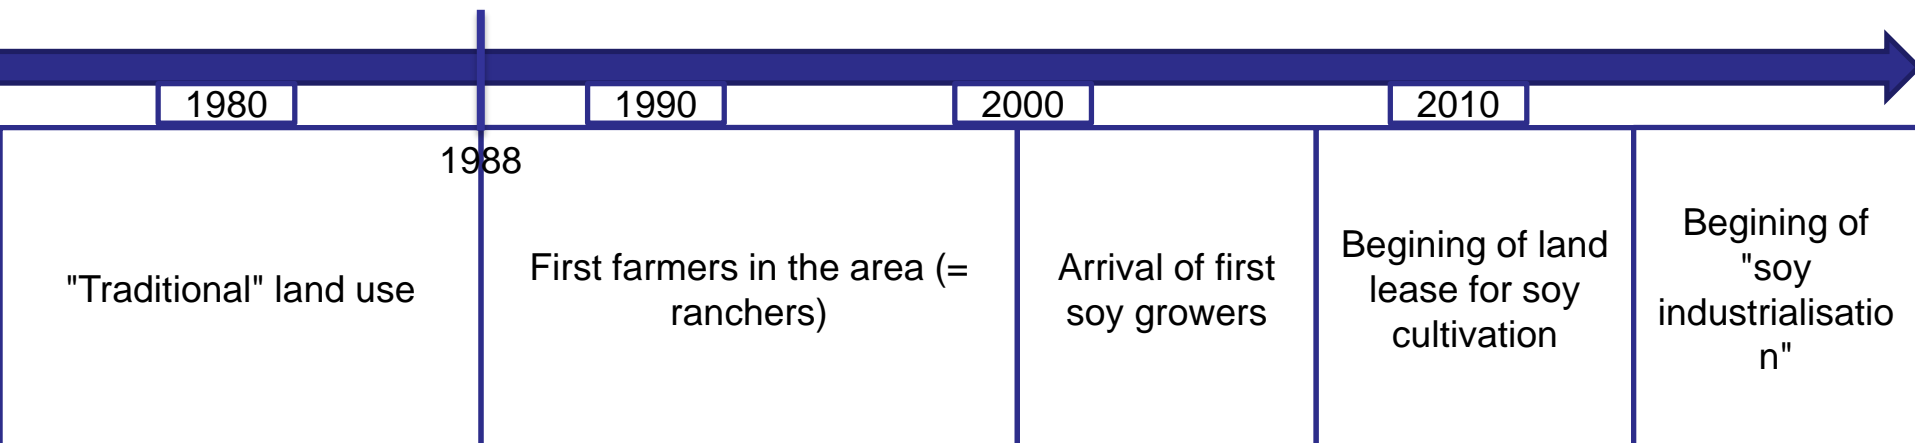 1980
1990
2000
2010
1988
"Traditional" land use
First farmers in the area (=
ranchers)
Arrival of first
soy growers
Begining of land
lease for soy
cultivation
Begining of
"soy
industrialisatio
n"